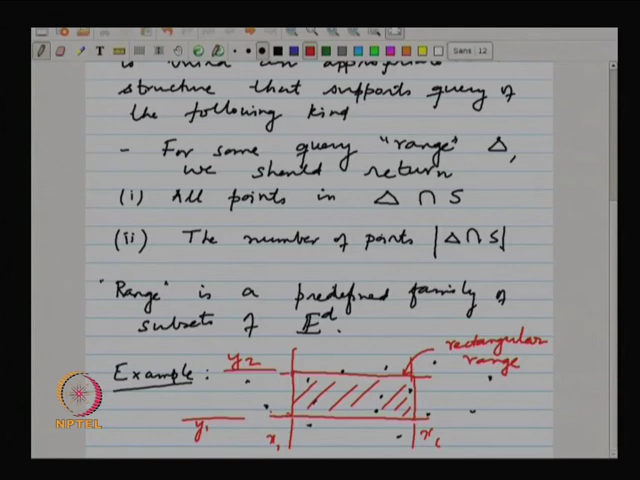 Sans 12
structure that supports query of
the following kind
- For some query "range" Δ,
we should return
(i) All points in Δ ∩ S
(ii) The number of points |Δ ∩ S|
"Range" is a predefined family of
subsets of 𝔼^d.
Example : y2
rectangular
range
y1
x1
NPTEL